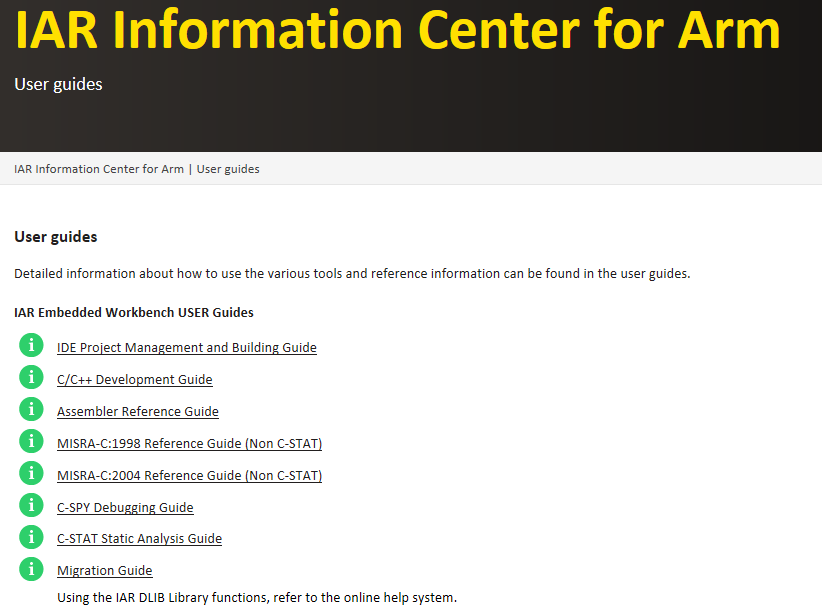 IAR Information Center for Arm
User guides
IAR Information Center for Arm | User guides
User guides
Detailed information about how to use the various tools and reference information can be found in the user guides.
IAR Embedded Workbench USER Guides
IDE Project Management and Building Guide
C/C++ Development Guide
Assembler Reference Guide
MISRA-C:1998 Reference Guide (Non C-STAT)
MISRA-C:2004 Reference Guide (Non C-STAT)
C-SPY Debugging Guide
C-STAT Static Analysis Guide
Migration Guide
Using the IAR DLIB Library functions, refer to the online help system.